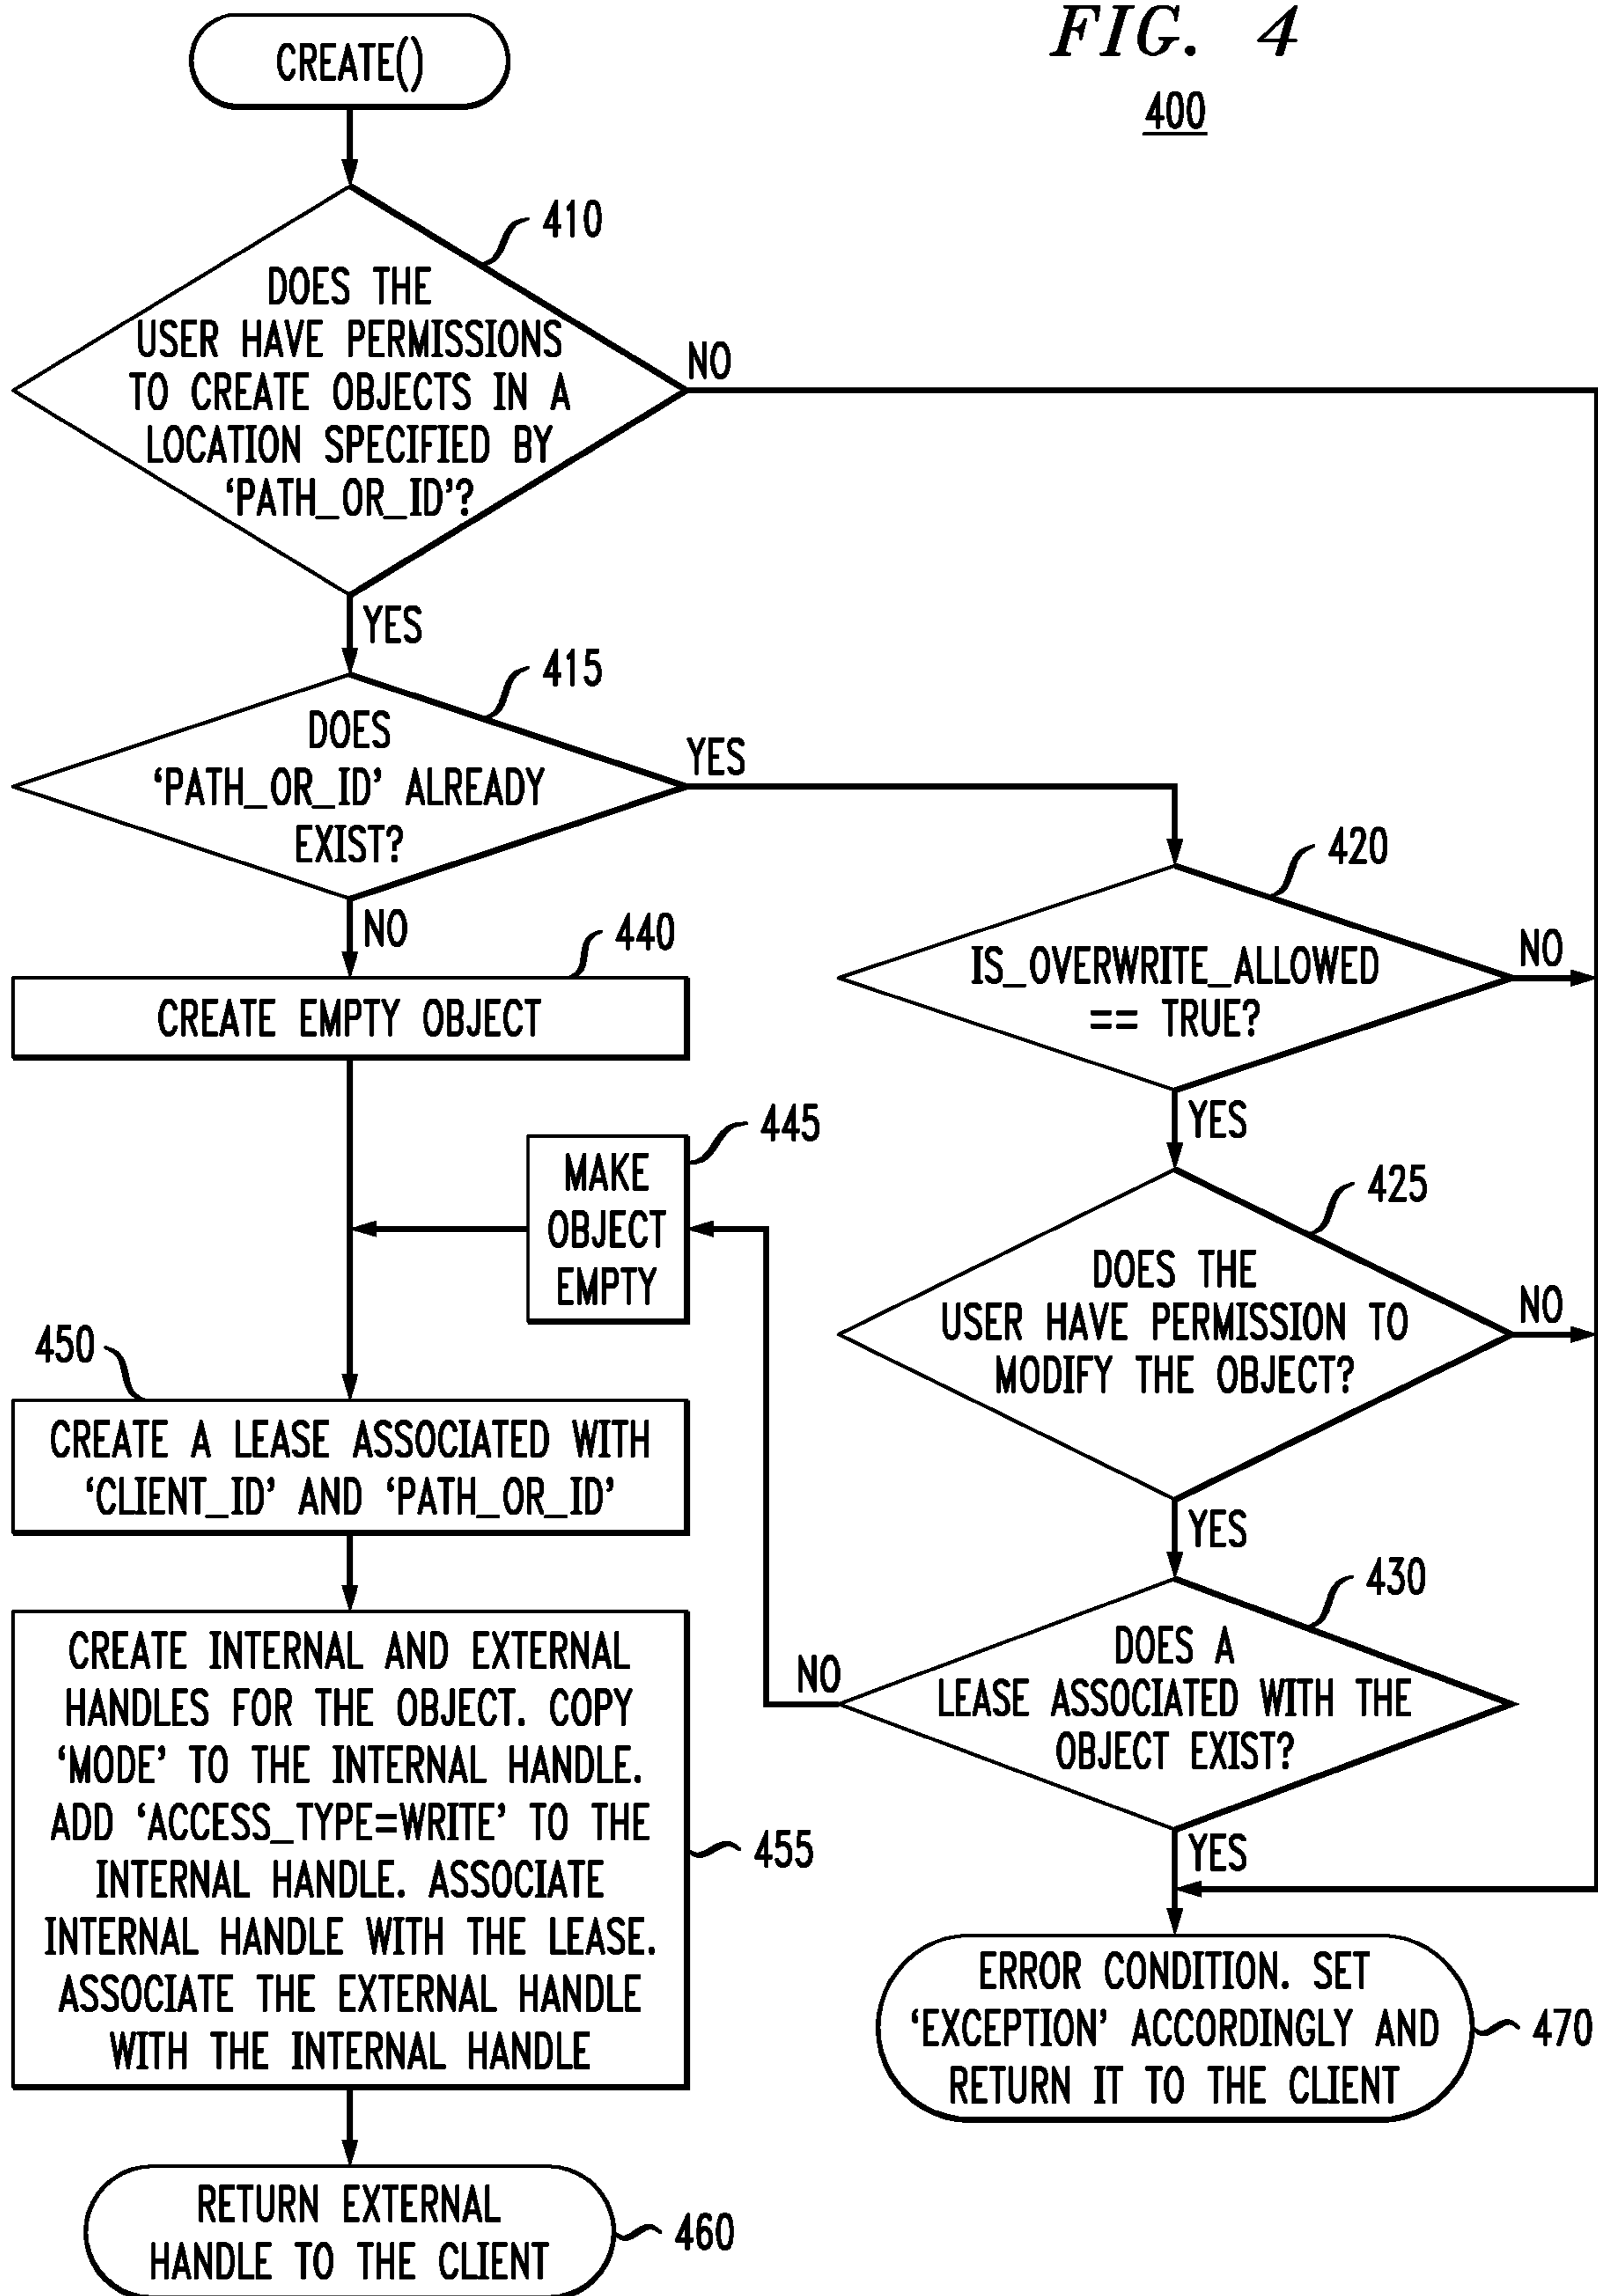 FIG. 4
400
CREATE()
410
DOES THE
USER HAVE PERMISSIONS
TO CREATE OBJECTS IN A
LOCATION SPECIFIED BY
‘PATH_OR_ID’?
NO
YES
415
DOES
‘PATH_OR_ID’ ALREADY
EXIST?
YES
NO
420
IS_OVERWRITE_ALLOWED
== TRUE?
NO
YES
440
CREATE EMPTY OBJECT
445
MAKE
OBJECT
EMPTY
425
DOES THE
USER HAVE PERMISSION TO
MODIFY THE OBJECT?
NO
YES
450
CREATE A LEASE ASSOCIATED WITH
‘CLIENT_ID’ AND ‘PATH_OR_ID’
430
DOES A
LEASE ASSOCIATED WITH THE
OBJECT EXIST?
NO
YES
CREATE INTERNAL AND EXTERNAL
HANDLES FOR THE OBJECT. COPY
‘MODE’ TO THE INTERNAL HANDLE.
ADD ‘ACCESS_TYPE=WRITE’ TO THE
INTERNAL HANDLE. ASSOCIATE
INTERNAL HANDLE WITH THE LEASE.
ASSOCIATE THE EXTERNAL HANDLE
WITH THE INTERNAL HANDLE
455
ERROR CONDITION. SET
‘EXCEPTION’ ACCORDINGLY AND
RETURN IT TO THE CLIENT
470
RETURN EXTERNAL
HANDLE TO THE CLIENT
460